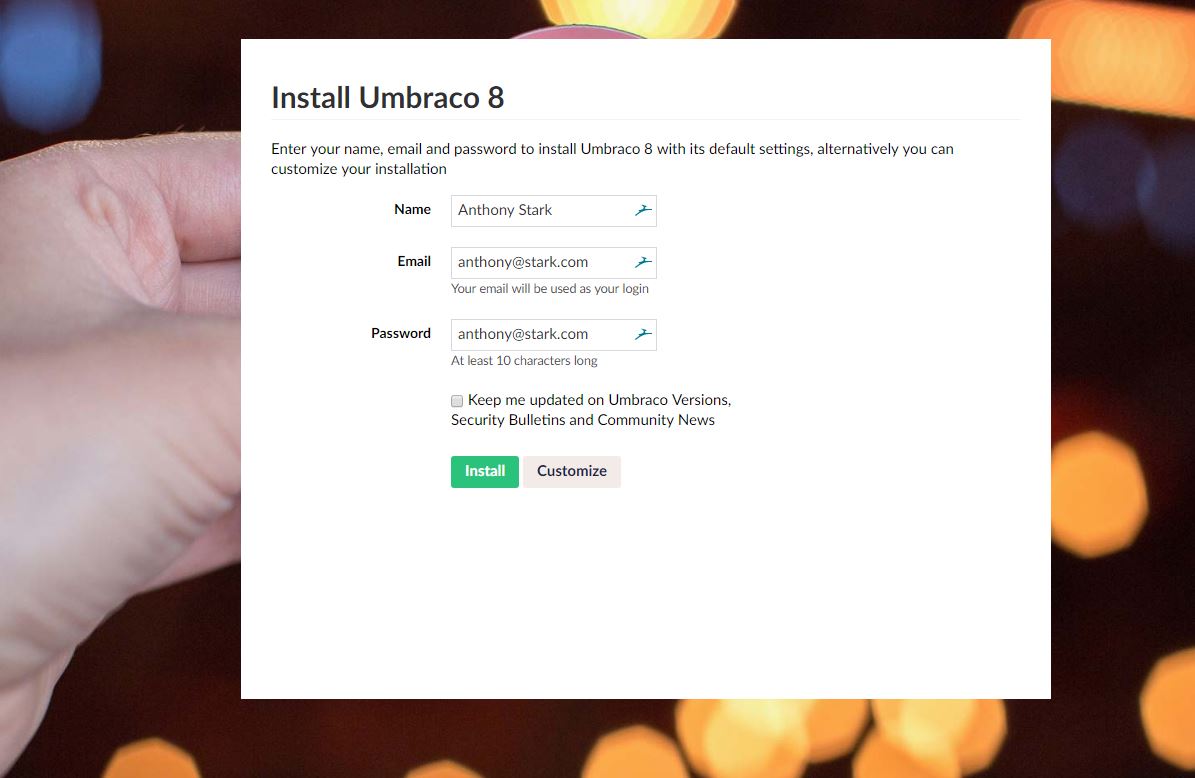 Install Umbraco 8
Enter your name, email and password to install Umbraco 8 with its default settings, alternatively you can
customize your installation
Name
Anthony Stark
Email
anthony@stark.com
Your email will be used as your login
Password
anthony@stark.com
At least 10 characters long
Keep me updated on Umbraco Versions,
Security Bulletins and Community News
Install Customize